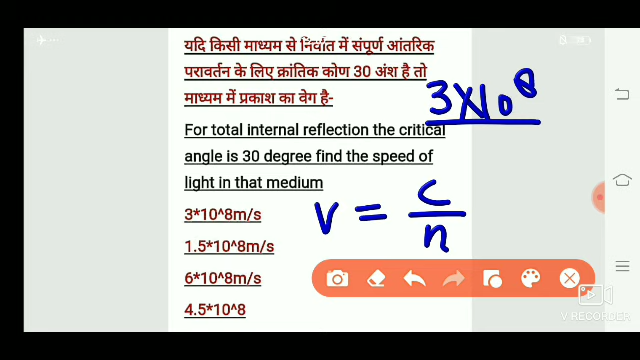 यदि किसी माध्यम से निर्वात में संपूर्ण आंतरिक
परावर्तन के लिए क्रांतिक कोण 30 अंश है तो
माध्यम में प्रकाश का वेग है-
3×10^8
For total internal reflection the critical
angle is 30 degree find the speed of
light in that medium
v = c/n
3*10^8m/s
1.5*10^8m/s
6*10^8m/s
4.5*10^8
V RECORDER